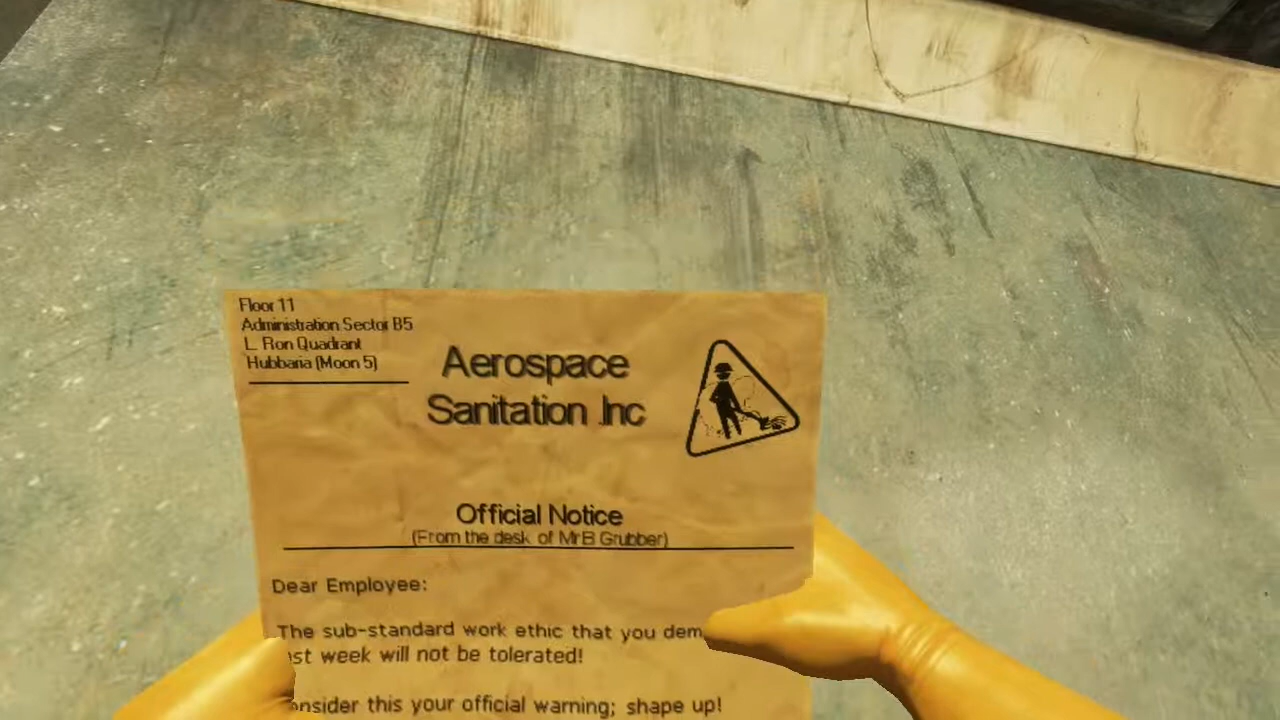 Floor 11
Administration Sector B5
L. Ron Quadrant
Hubbaria (Moon 5)
Aerospace
Sanitation Inc
Official Notice
(From the desk of Mr B Grubber)
Dear Employee:
The sub-standard work ethic that you dem
ast week will not be tolerated!
onsider this your official warning; shape up!